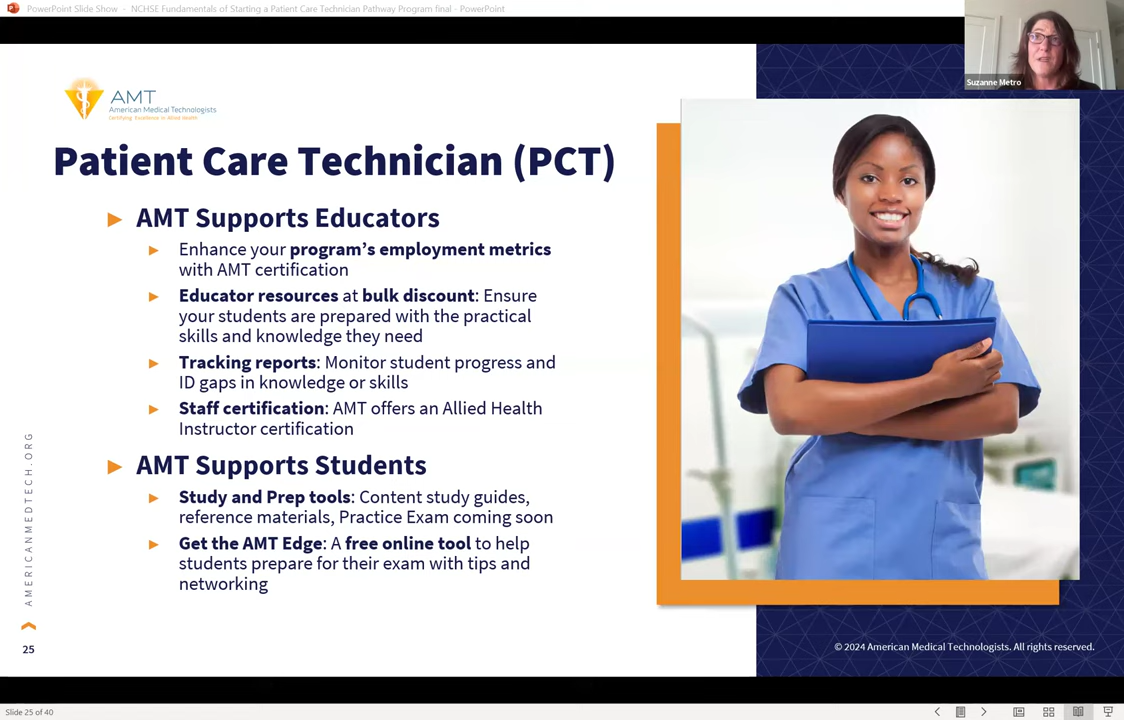 PowerPoint Slide Show - NCHSE Fundamentals of Starting a Patient Care Technician Pathway Program final - PowerPoint
Suzanne Metro
AMT
American Medical Technologists
Certifying Excellence in Allied Health
Patient Care Technician (PCT)
AMT Supports Educators
Enhance your program’s employment metrics
with AMT certification
Educator resources at bulk discount: Ensure
your students are prepared with the practical
skills and knowledge they need
Tracking reports: Monitor student progress and
ID gaps in knowledge or skills
Staff certification: AMT offers an Allied Health
Instructor certification
AMT Supports Students
Study and Prep tools: Content study guides,
reference materials, Practice Exam coming soon
Get the AMT Edge: A free online tool to help
students prepare for their exam with tips and
networking
AMERICANMEDTECH.ORG
25
© 2024 American Medical Technologists. All rights reserved.
Slide 25 of 40